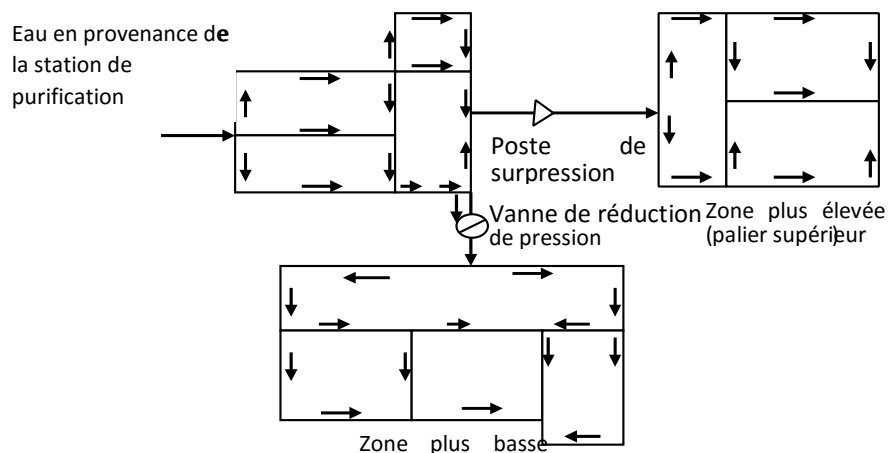 Eau en provenance de
la station de
purification
Poste de
surpression
Vanne de réduction
de pression
Zone plus élevée
(palier supérieur)
Zone plus basse